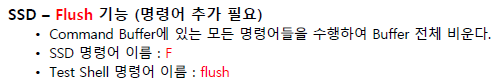 SSD – Flush 기능 (명령어 추가 필요)
• Command Buffer에 있는 모든 명령어들을 수행하여 Buffer 전체 비운다.
• SSD 명령어 이름 : F
• Test Shell 명령어 이름 : flush